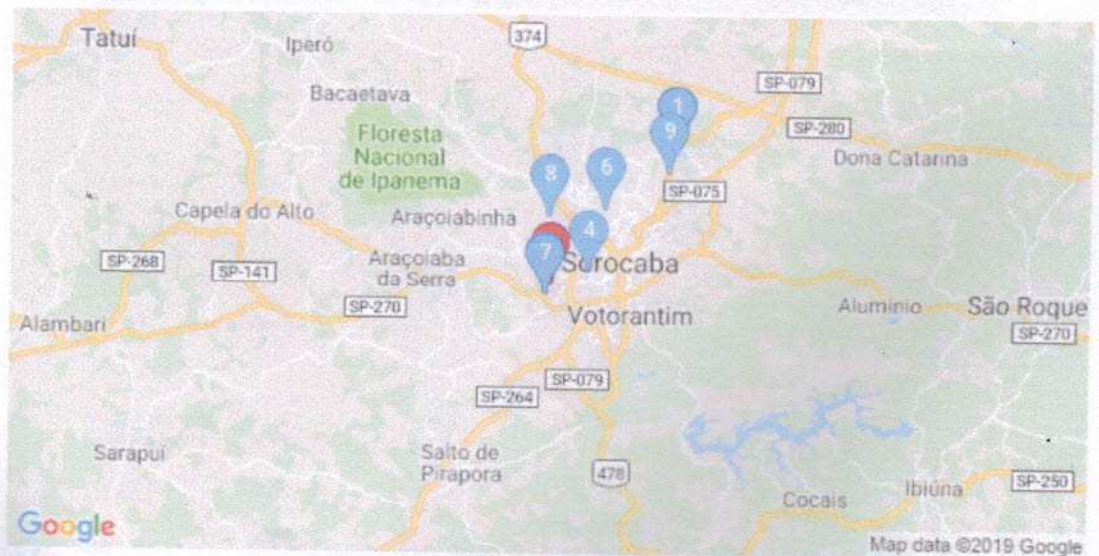 Tatuí
Iperó
374
SP-079
Bacaetava
1
Floresta
Nacional
de Ipanema
9
SP-280
Dona Catarina
8
6
SP-075
Capela do Alto
Araçoiabinha
4
7
Sorocaba
SP-268
SP-141
Araçoiaba
da Serra
SP-270
Alambari
Votorantim
Alumínio
São Roque
SP-270
SP-079
SP-264
Sarapuí
Salto de
Pirapora
478
Cocais
Ibiúna
SP-250
Google
Map data ©2019 Google